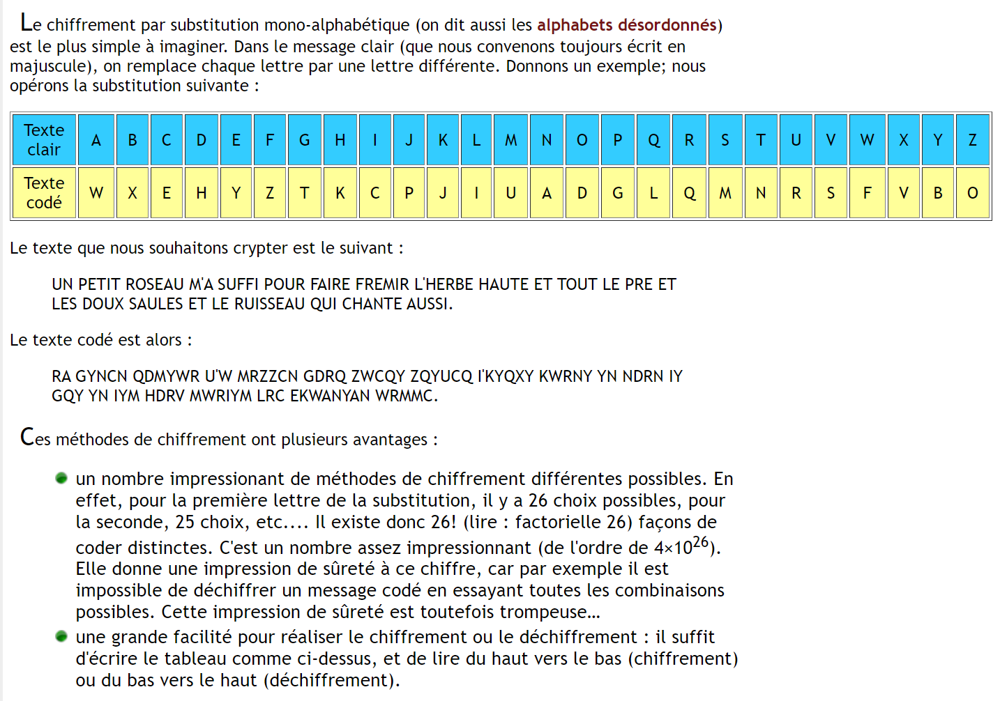 Le chiffrement par substitution mono-alphabétique (on dit aussi les alphabets désordonnés)
est le plus simple à imaginer. Dans le message clair (que nous convenons toujours écrit en
majuscule), on remplace chaque lettre par une lettre différente. Donnons un exemple; nous
opérons la substitution suivante :
Texte clair A B C D E F G H I J K L M N O P Q R S T U V W X Y Z
Texte codé W X E H Y Z T K C P J I U A D G L Q M N R S F V B O
Le texte que nous souhaitons crypter est le suivant :
UN PETIT ROSEAU M'A SUFFI POUR FAIRE FREMIR L'HERBE HAUTE ET TOUT LE PRE ET
LES DOUX SAULES ET LE RUISSEAU QUI CHANTE AUSSI.
Le texte codé est alors :
RA GYNCN QDMYWR U'W MRZZCN GDRQ ZWCQY ZQYUCQ I'KYQXY KWRNY YN NDRN IY
GQY YN IYM HDRV MWRIYM LRC EKWANYAN WRMMC.
Ces méthodes de chiffrement ont plusieurs avantages :
un nombre impressionant de méthodes de chiffrement différentes possibles. En
effet, pour la première lettre de la substitution, il y a 26 choix possibles, pour
la seconde, 25 choix, etc.... Il existe donc 26! (lire : factorielle 26) façons de
coder distinctes. C'est un nombre assez impressionnant (de l'ordre de 4×10²⁶).
Elle donne une impression de sûreté à ce chiffre, car par exemple il est
impossible de déchiffrer un message codé en essayant toutes les combinaisons
possibles. Cette impression de sûreté est toutefois trompeuse...
une grande facilité pour réaliser le chiffrement ou le déchiffrement : il suffit
d'écrire le tableau comme ci-dessus, et de lire du haut vers le bas (chiffrement)
ou du bas vers le haut (déchiffrement).